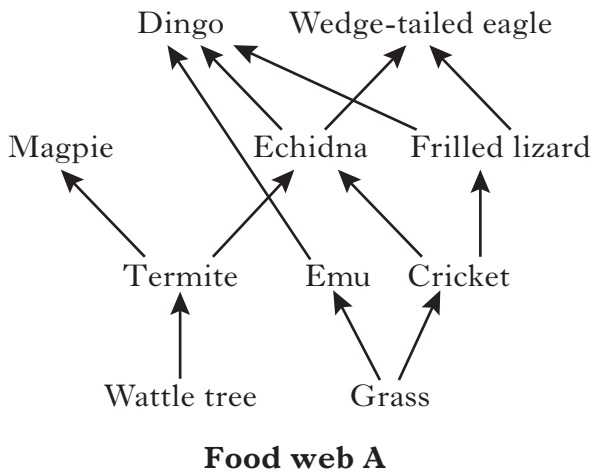 Dingo Wedge-tailed eagle
Magpie Echidna Frilled lizard
Termite Emu Cricket
Wattle tree Grass
Food web A